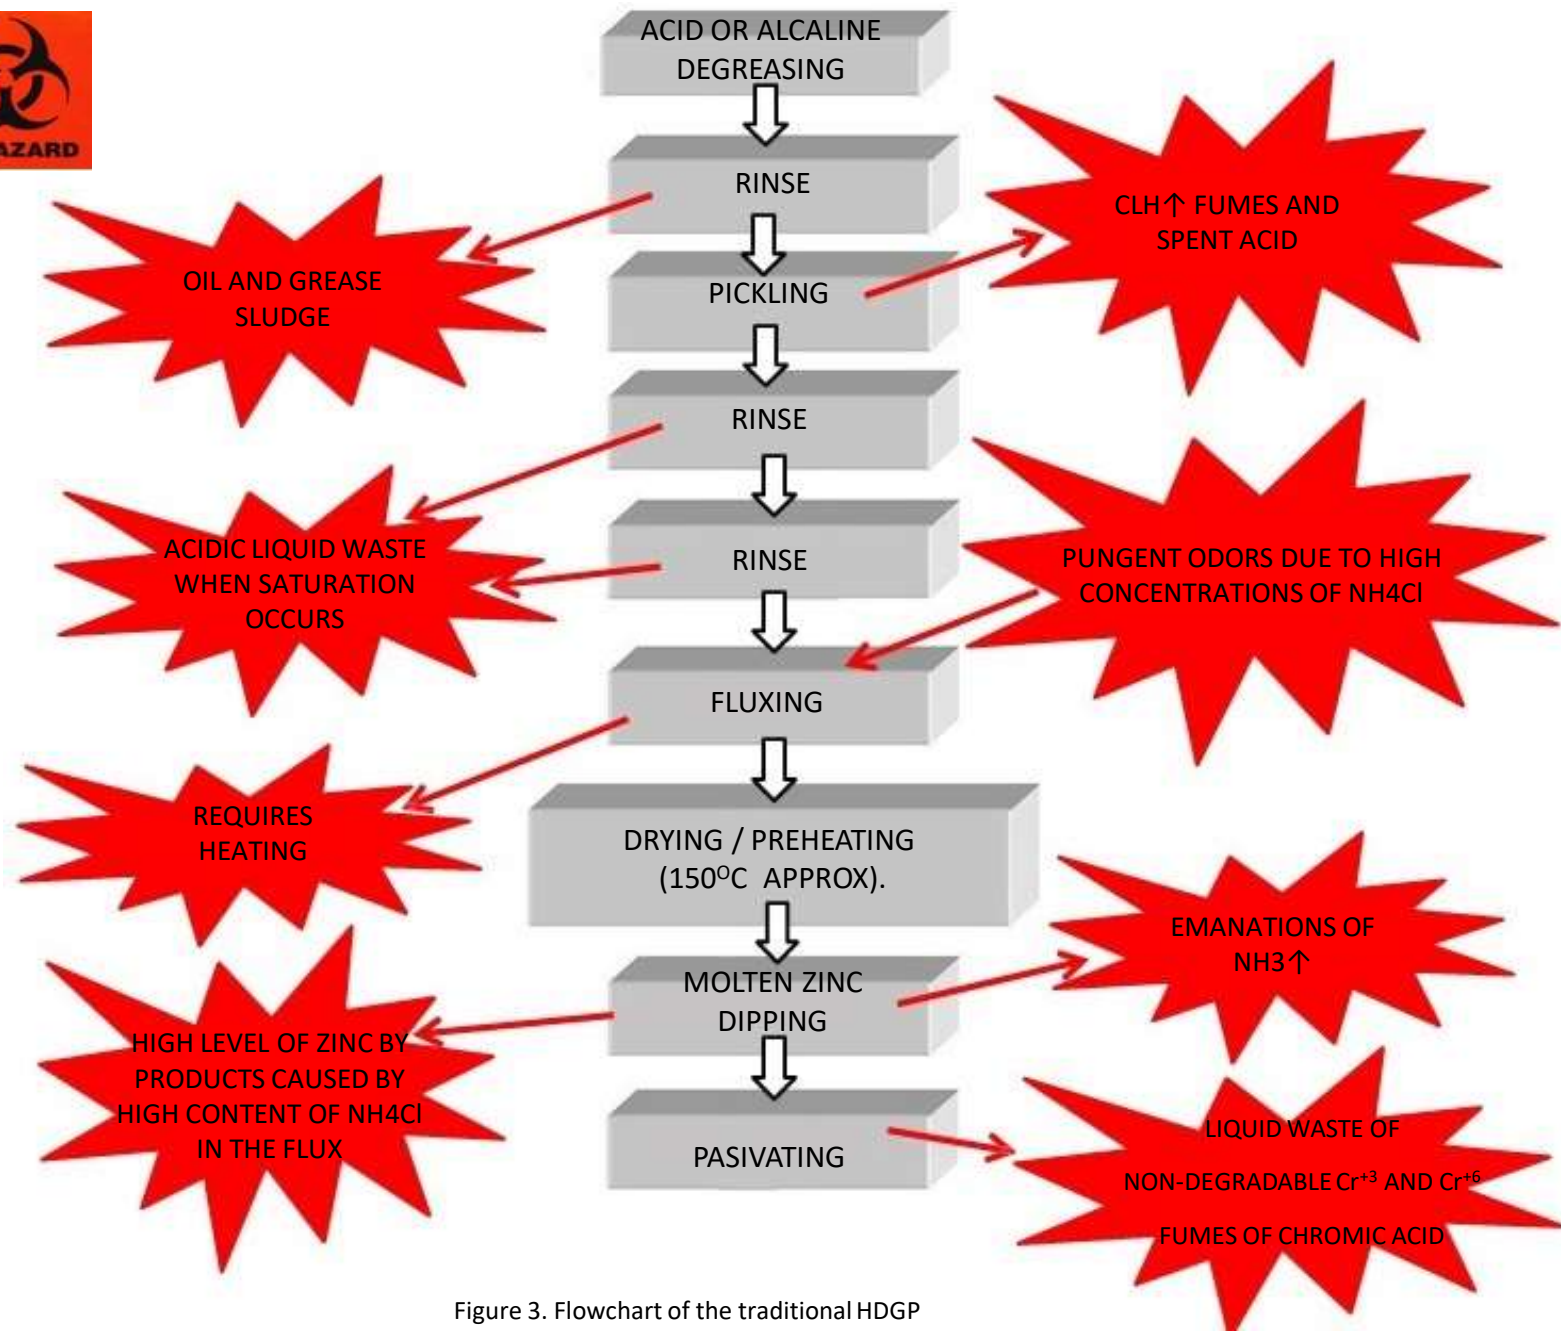 AZARD
ACID OR ALCALINE
DEGREASING
RINSE
CLH↑ FUMES AND
SPENT ACID
OIL AND GREASE
SLUDGE
PICKLING
RINSE
ACIDIC LIQUID WASTE
WHEN SATURATION
OCCURS
RINSE
PUNGENT ODORS DUE TO HIGH
CONCENTRATIONS OF NH4Cl
FLUXING
REQUIRES
HEATING
DRYING / PREHEATING
(150⁰C APPROX).
EMANATIONS OF
NH3↑
MOLTEN ZINC
DIPPING
HIGH LEVEL OF ZINC BY
PRODUCTS CAUSED BY
HIGH CONTENT OF NH4Cl
IN THE FLUX
PASIVATING
LIQUID WASTE OF
NON-DEGRADABLE Cr⁺³ AND Cr⁺⁶
FUMES OF CHROMIC ACID
Figure 3. Flowchart of the traditional HDGP